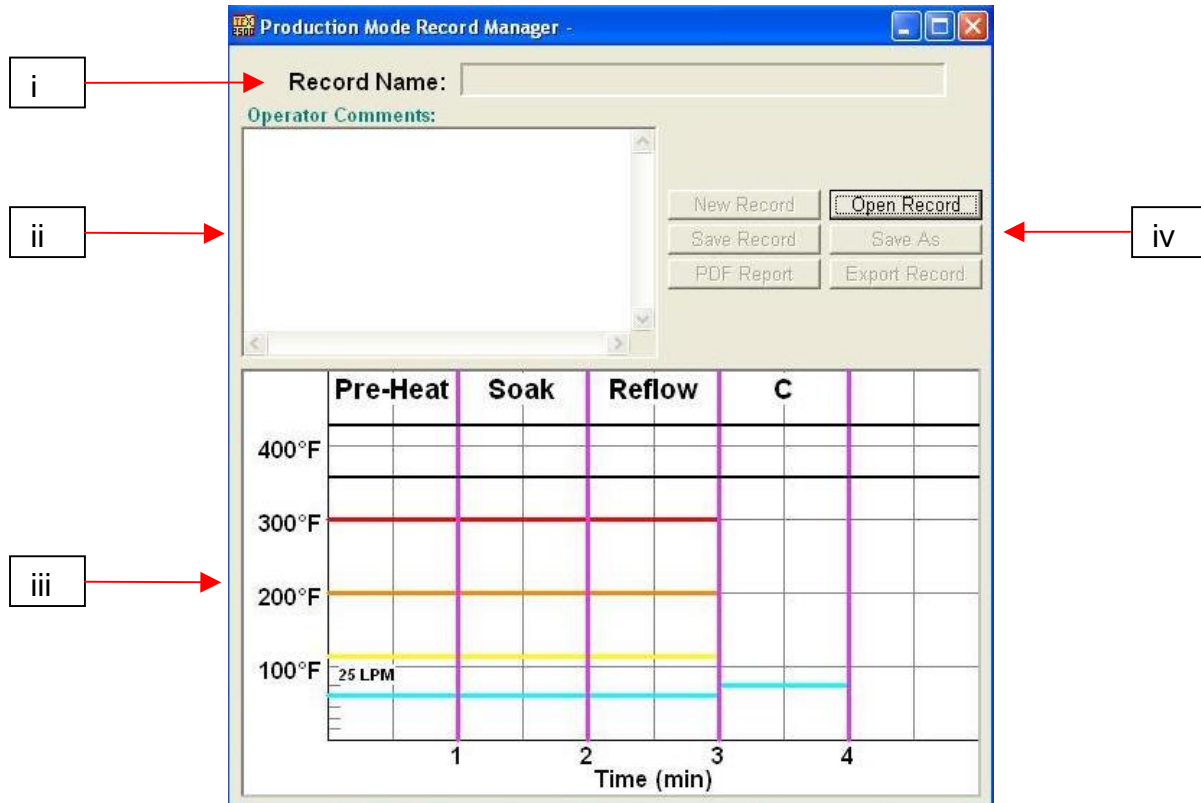 TFX 3500 Production Mode Record Manager -
i
Record Name:
Operator Comments:
ii
New Record Open Record
Save Record Save As
PDF Report Export Record
iv
Pre-Heat Soak Reflow C
400°F
300°F
iii
200°F
100°F
25 LPM
1 2 3 4
Time (min)